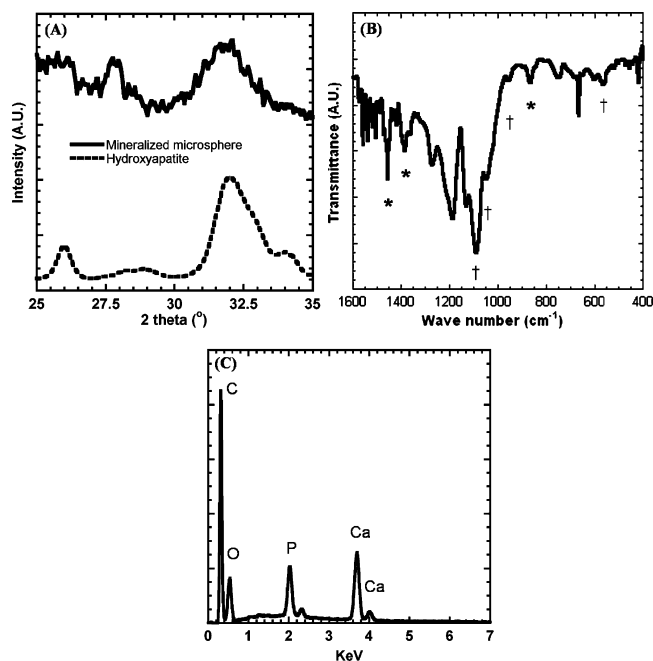 (A)
Intensity (A.U.)
Mineralized microsphere
Hydroxyapatite
25 27.5 30 32.5 35
2 theta (°)
(B)
Transmittance (A.U.)
* * † † † * †
1600 1400 1200 1000 800 600 400
Wave number (cm-1)
(C)
C
O
P
Ca
Ca
0 1 2 3 4 5 6 7
KeV